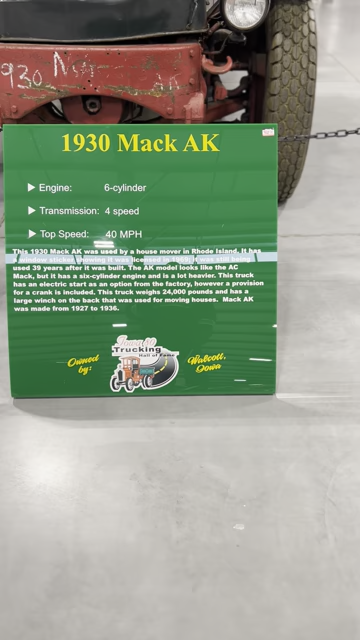 1930 N
1930 Mack AK
▶ Engine: 6-cylinder
▶ Transmission: 4 speed
▶ Top Speed: 40 MPH
This 1930 Mack AK was used by a house mover in Rhode Island. It has
a window sticker showing it was licensed in 1969; it was still being
used 39 years after it was built. The AK model looks like the AC
Mack, but it has a six-cylinder engine and is a lot heavier. This truck
has an electric start as an option from the factory, however a provision
for a crank is included. This truck weighs 24,000 pounds and has a
large winch on the back that was used for moving houses. Mack AK
was made from 1927 to 1936.
Owned
by:
Iowa 80
Trucking
Hall of Fame
Walcott,
Iowa